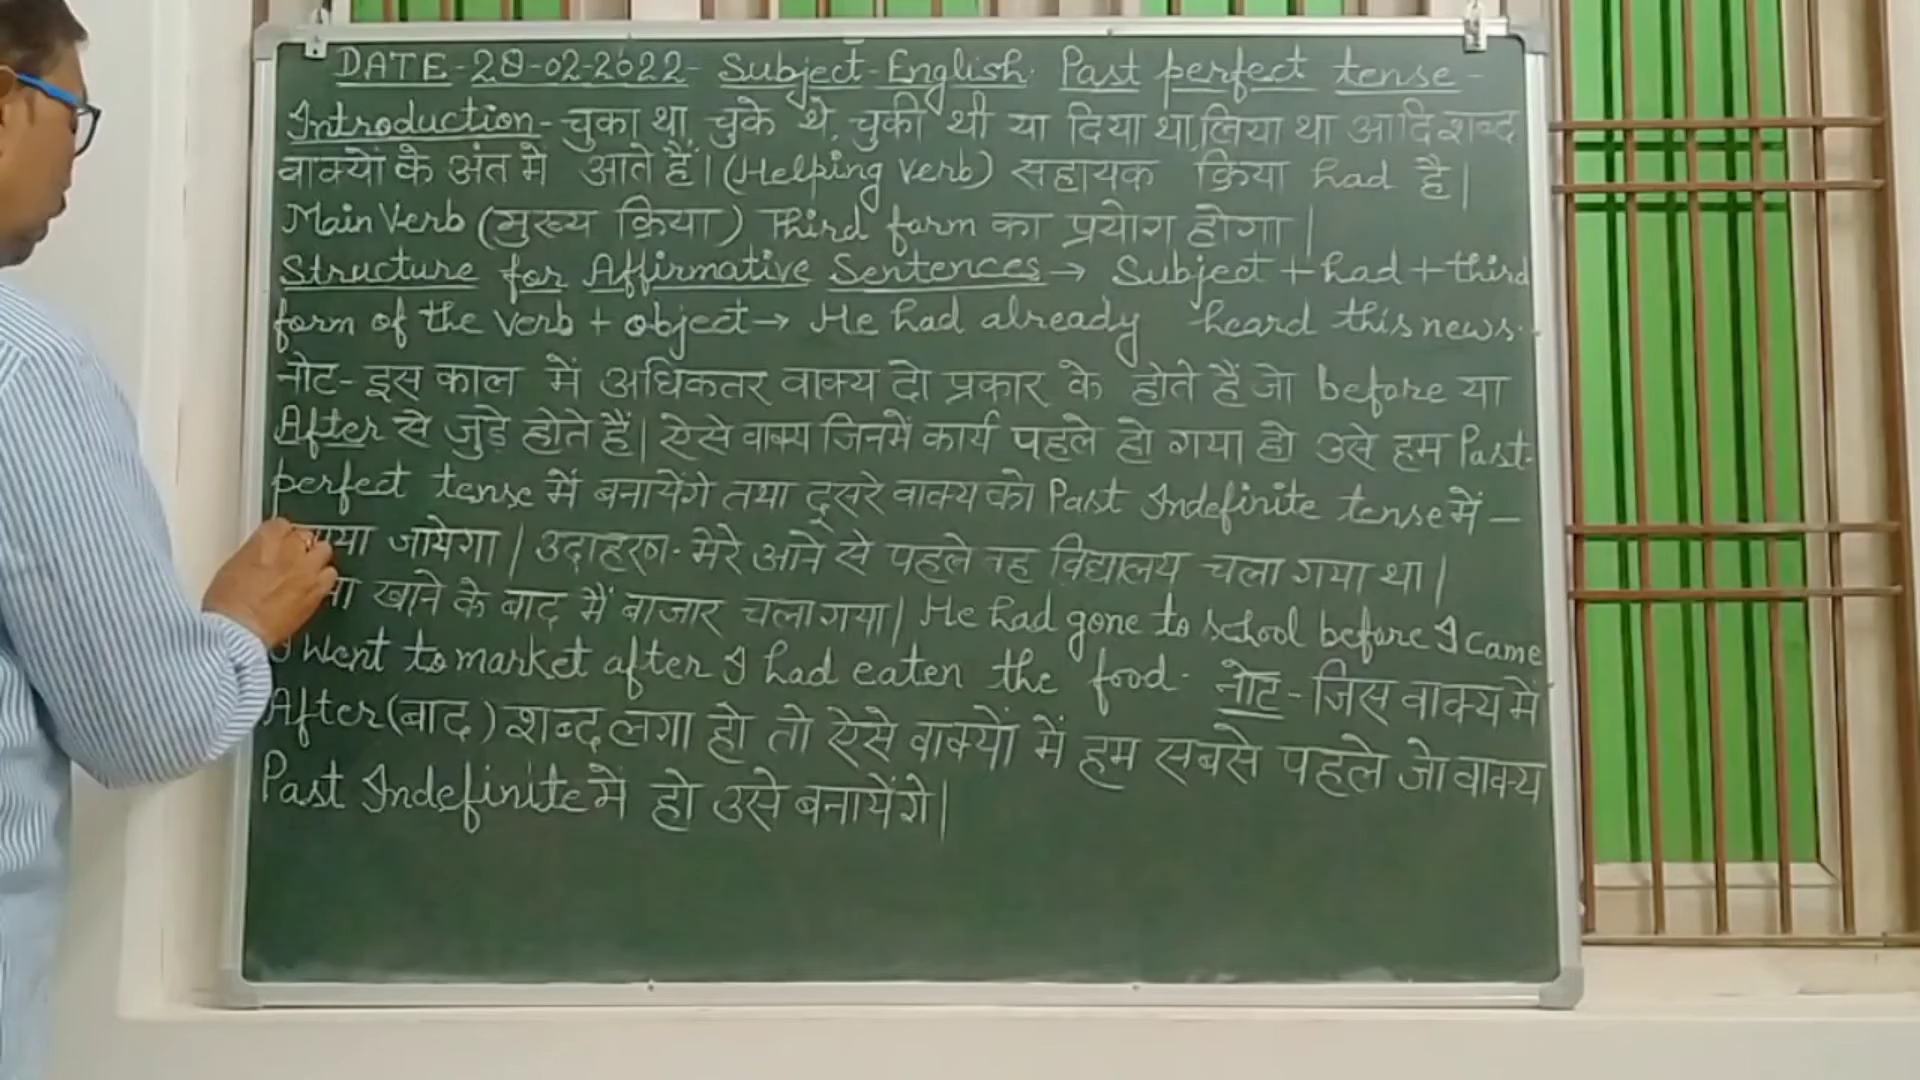 DATE-28-02-2022- Subject-English. Past perfect tense-
Introduction- चुका था, चुके थे, चुकी थी या दिया था, लिया था आदि शब्द
वाक्यों के अंत मे आते हैं। (Helping verb) सहायक क्रिया had है।
Main Verb (मुख्य क्रिया) Third form का प्रयोग होगा।
Structure for Affirmative Sentences → Subject + had + third
form of the verb + object → He had already heard this news.
नोट- इस काल में अधिकतर वाक्य दो प्रकार के होते हैं जो before या
After से जुड़े होते हैं। ऐसे वाक्य जिनमें कार्य पहले हो गया हो उसे हम Past
perfect tense में बनायेंगे तथा दूसरे वाक्य को Past Indefinite tense में –
जायेगा। उदाहरण- मेरे आने से पहले वह विद्यालय चला गया था।
खाने के बाद मैं बाजार चला गया। He had gone to school before I came
I went to market after I had eaten the food. नोट- जिस वाक्य मे
After (बाद) शब्द लगा हो तो ऐसे वाक्यों में हम सबसे पहले जो वाक्य
Past Indefinite मे हो उसे बनायेंगे।